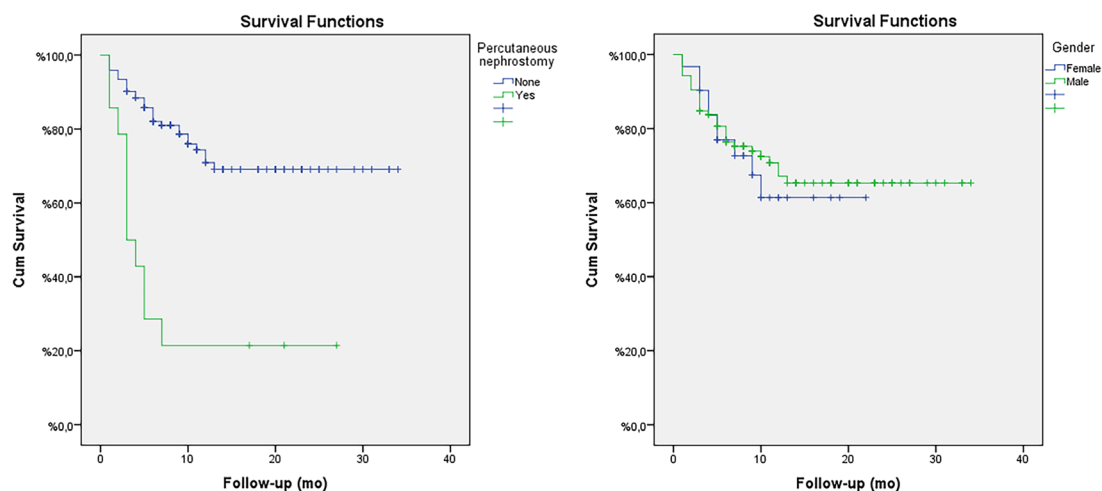 Survival Functions
%100,0
%80,0
%60,0
%40,0
%20,0
%0,0
Cum Survival
0 10 20 30 40
Follow-up (mo)
Percutaneous
nephrostomy
None
Yes
Survival Functions
%100,0
%80,0
%60,0
%40,0
%20,0
%0,0
Cum Survival
0 10 20 30 40
Follow-up (mo)
Gender
Female
Male